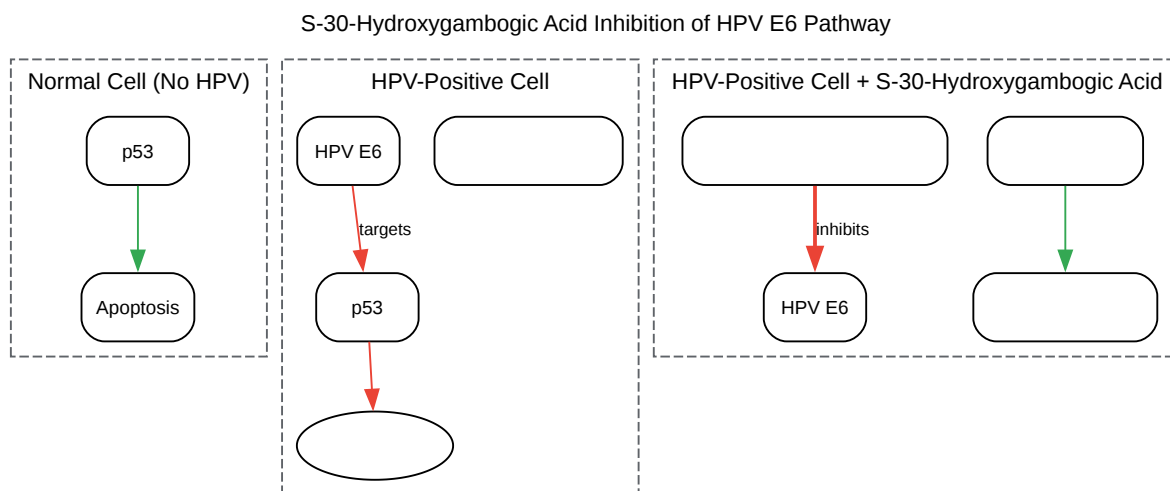 S-30-Hydroxygambogic Acid Inhibition of HPV E6 Pathway
Normal Cell (No HPV)
p53
Apoptosis
HPV-Positive Cell
HPV E6
targets
p53
HPV-Positive Cell + S-30-Hydroxygambogic Acid
inhibits
HPV E6